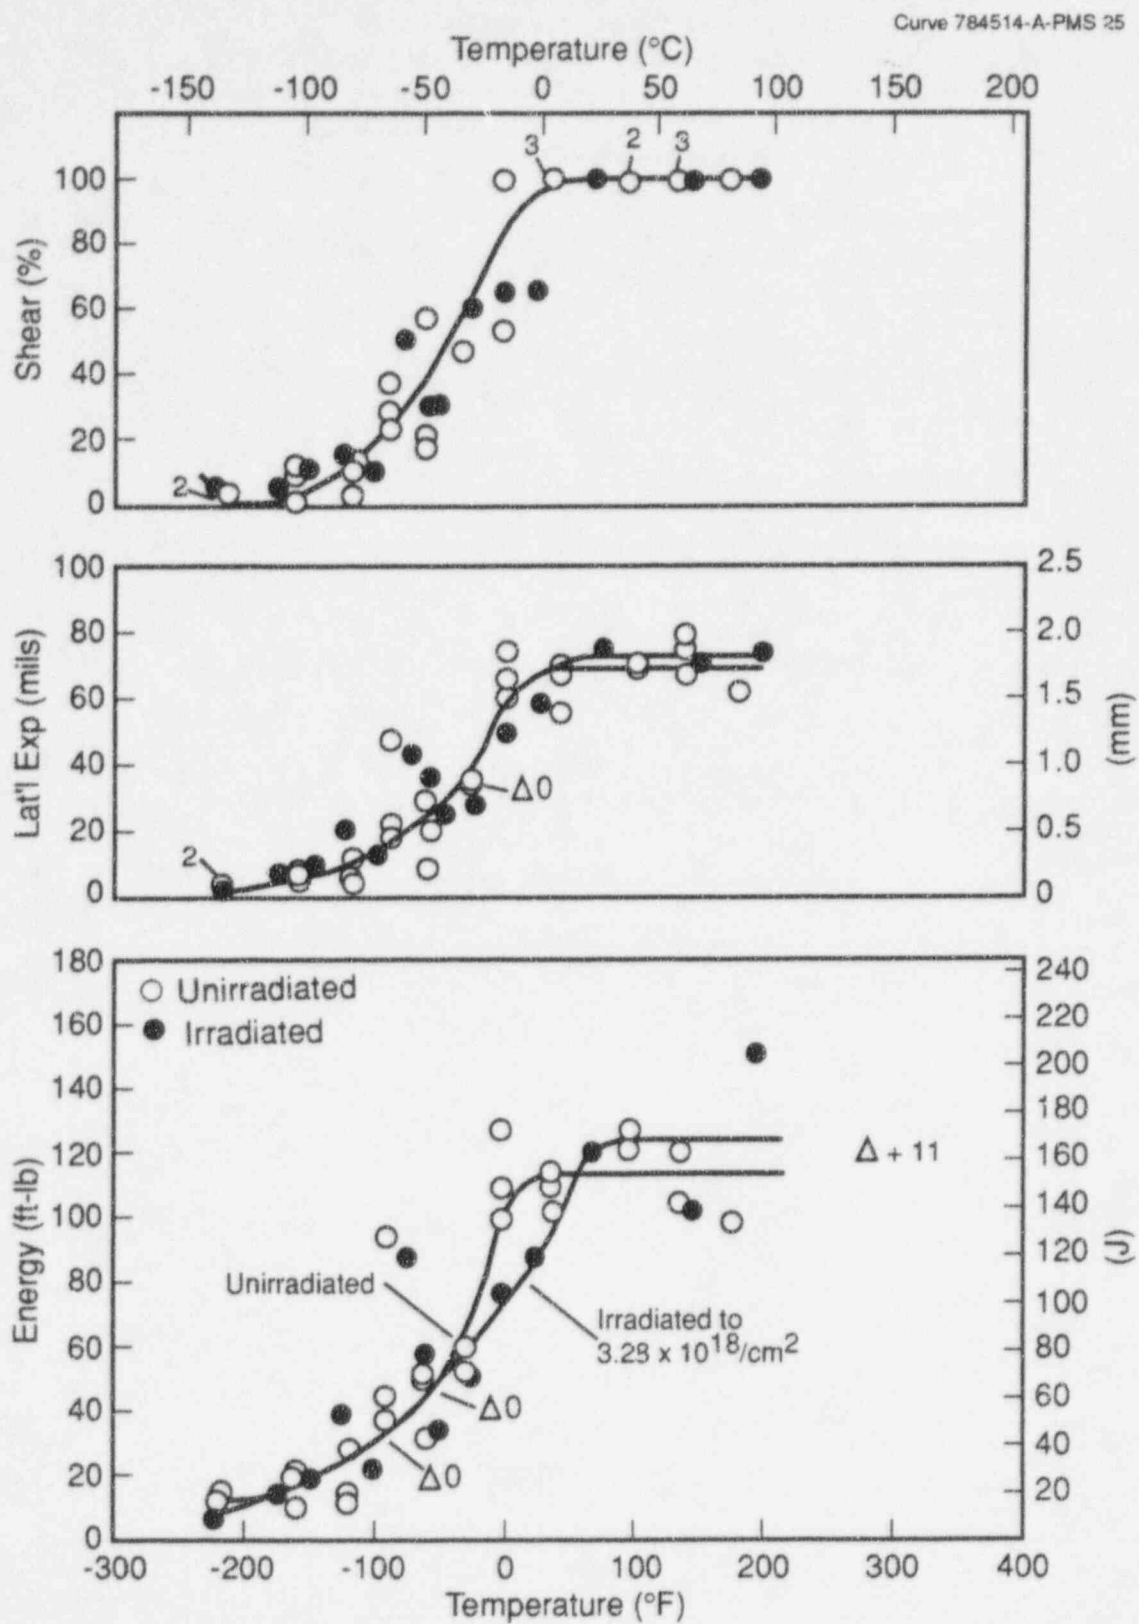 Curve 784514-A-PMS 25
Temperature (°C)
-150 -100 -50 0 50 100 150 200
3 2 3
100
80
60
40
20
0
2
Shear (%)
100
80
60
40
20
0
2
Lat'l Exp (mils)
Δ0
2.5
2.0
1.5
1.0
0.5
0
(mm)
180
160
140
120
100
80
60
40
20
0
Energy (ft-lb)
Unirradiated
Irradiated
Unirradiated
Irradiated to
3.28 x 10^18/cm^2
Δ + 11
Δ0
Δ0
240
220
200
180
160
140
120
100
80
60
40
20
(J)
-300 -200 -100 0 100 200 300 400
Temperature (°F)